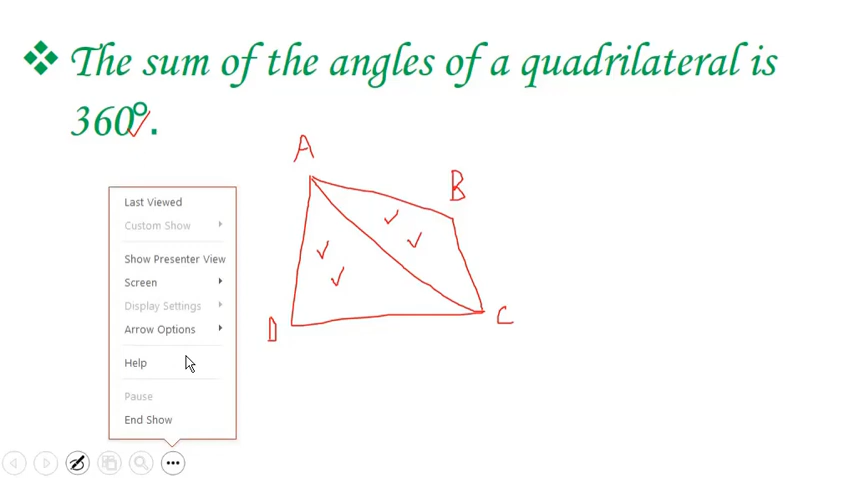 ❖ The sum of the angles of a quadrilateral is
360°.
A
B
Last Viewed
Custom Show
Show Presenter View
Screen
Display Settings
Arrow Options
D
C
Help
Pause
End Show